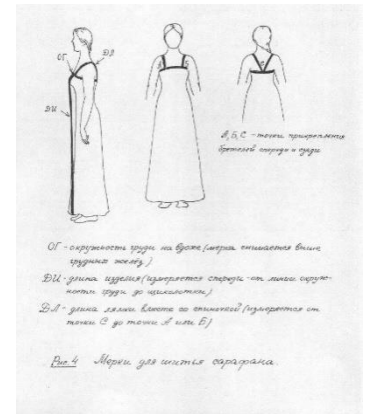 ОГ
ДЛ
ДИ
А, Б, С - точки прикрепления
бретелей спереди и сзади
ОГ - окружность груди на вдохе (мерка снимается выше
грудных желёз)
ДИ - длина изделия (измеряется спереди - от линии окруж-
ности груди до щиколотки)
ДЛ - длина лямки вместе со спинкой (измеряется от
точки С до точки А или Б)
Рис. 4 Мерки для шитья сарафана.